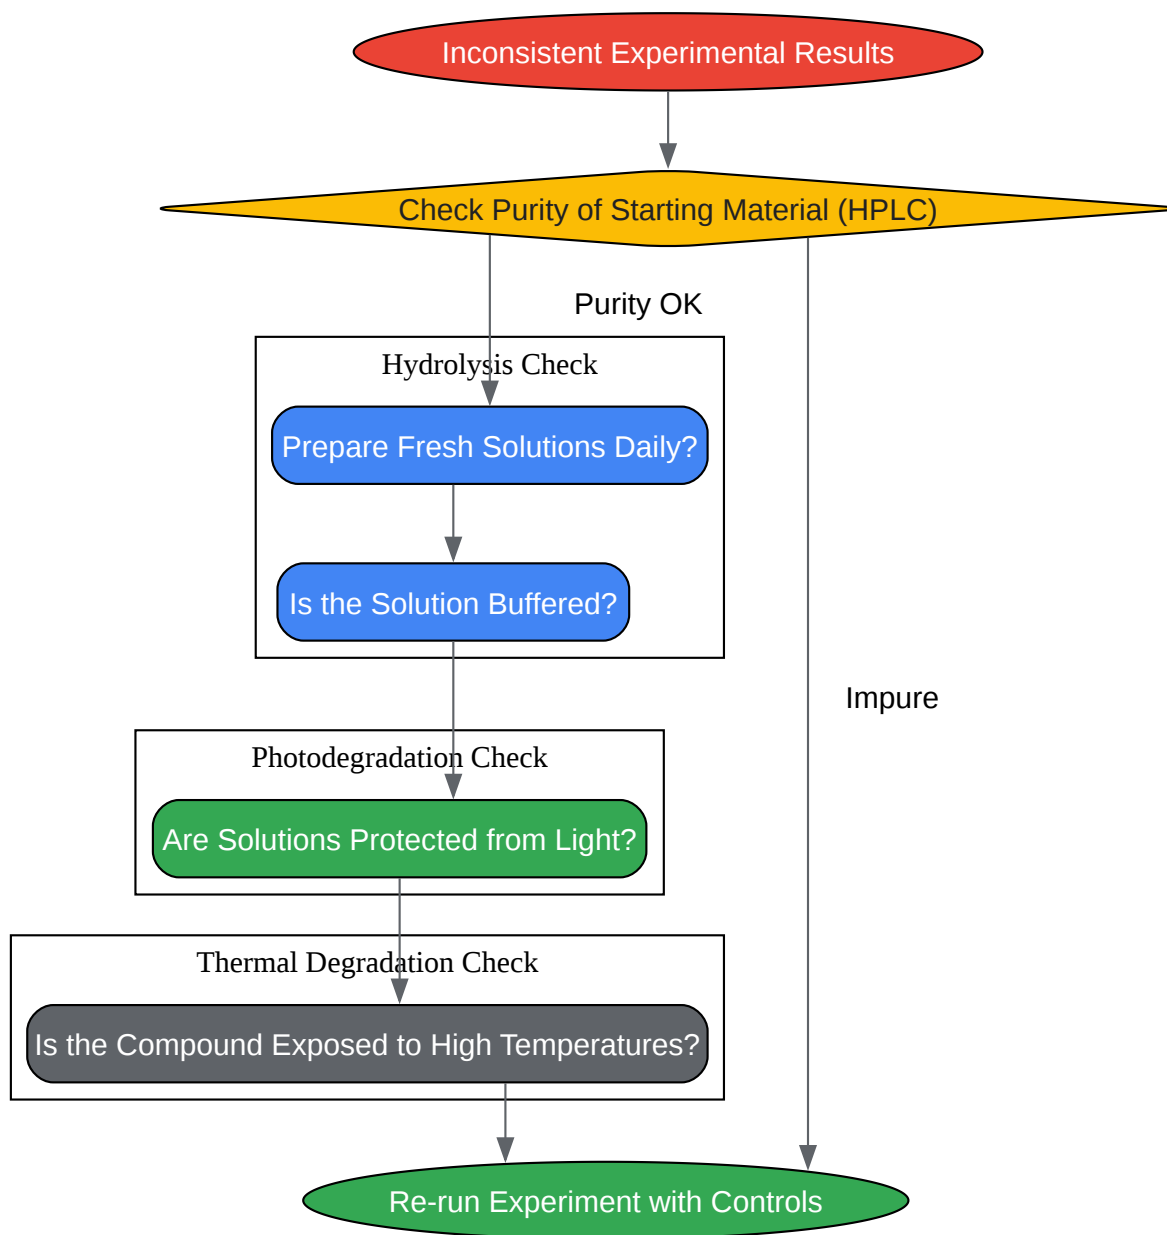 Inconsistent Experimental Results
Check Purity of Starting Material (HPLC)
Purity OK
Hydrolysis Check
Prepare Fresh Solutions Daily?
Is the Solution Buffered?
Impure
Photodegradation Check
Are Solutions Protected from Light?
Thermal Degradation Check
Is the Compound Exposed to High Temperatures?
Re-run Experiment with Controls